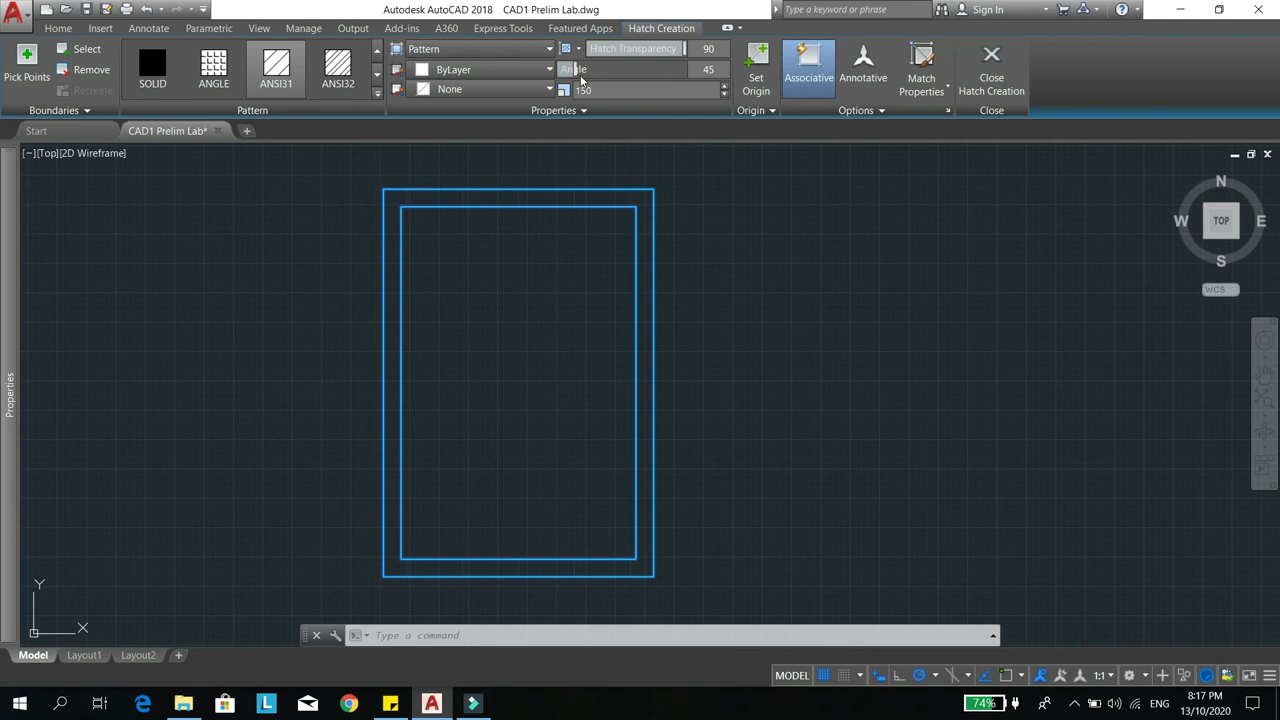 Autodesk AutoCAD 2018 CAD1 Prelim Lab.dwg
Type a keyword or phrase
Sign In
Home Insert Annotate Parametric View Manage Output Add-ins A360 Express Tools Featured Apps Hatch Creation
Pick Points
Select
Remove
Recreate
Boundaries
SOLID
ANGLE
ANSI31
ANSI32
Pattern
Pattern
ByLayer
None
Hatch Transparency 90
Angle 45
150
Properties
Set
Origin
Origin
Associative
Annotative
Match
Properties
Options
Close
Hatch Creation
Close
Start
CAD1 Prelim Lab*
[−][Top][2D Wireframe]
N
W
TOP
E
S
WCS
Properties
Y
X
Type a command
Model Layout1 Layout2
MODEL
1:1
74%
ENG
8:17 PM
13/10/2020